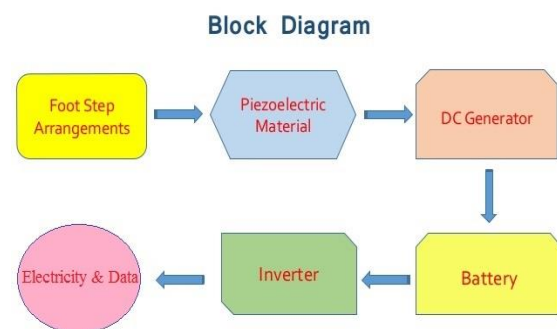 Block Diagram
Foot Step
Arrangements
Piezoelectric
Material
DC Generator
Electricity & Data
Inverter
Battery